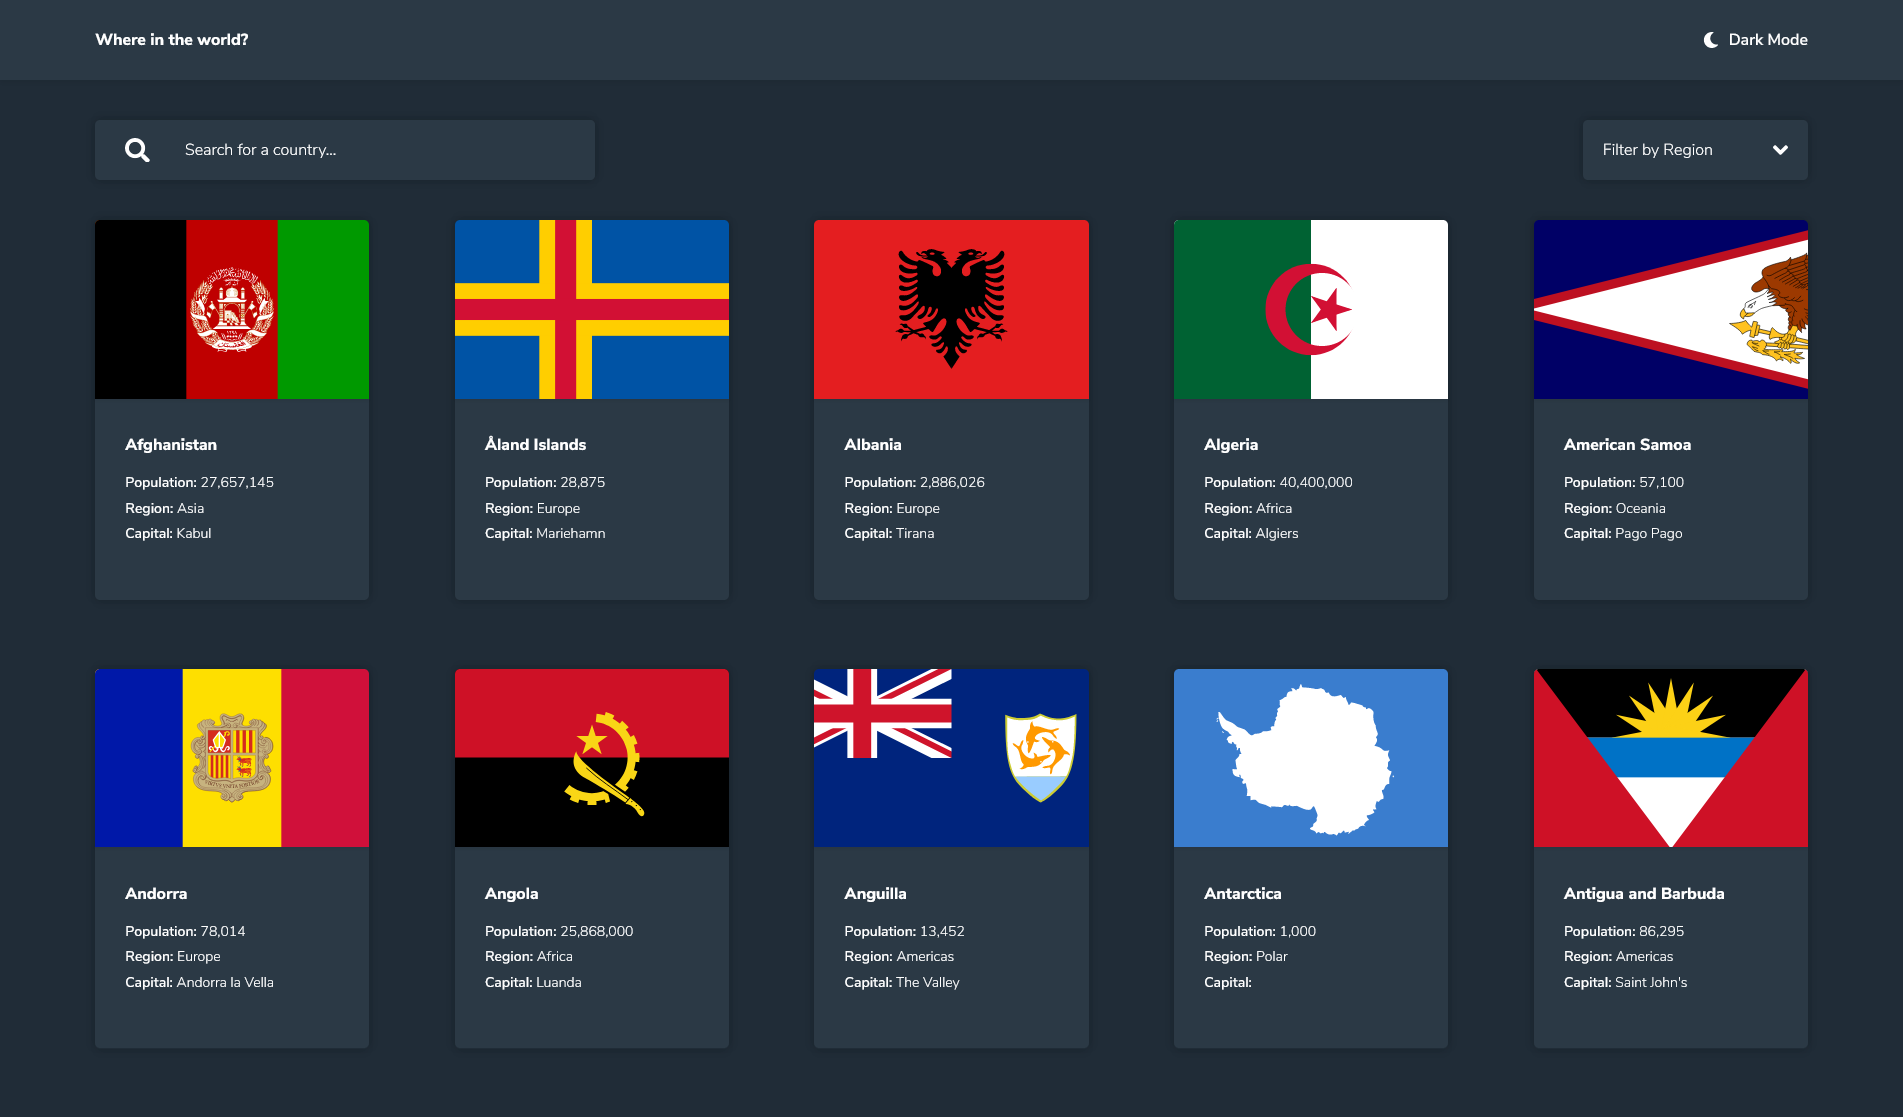 Where in the world?
Dark Mode
Search for a country...
Filter by Region
Afghanistan
Population: 27,657,145
Region: Asia
Capital: Kabul
Åland Islands
Population: 28,875
Region: Europe
Capital: Mariehamn
Albania
Population: 2,886,026
Region: Europe
Capital: Tirana
Algeria
Population: 40,400,000
Region: Africa
Capital: Algiers
American Samoa
Population: 57,100
Region: Oceania
Capital: Pago Pago
Andorra
Population: 78,014
Region: Europe
Capital: Andorra la Vella
Angola
Population: 25,868,000
Region: Africa
Capital: Luanda
Anguilla
Population: 13,452
Region: Americas
Capital: The Valley
Antarctica
Population: 1,000
Region: Polar
Capital:
Antigua and Barbuda
Population: 86,295
Region: Americas
Capital: Saint John's